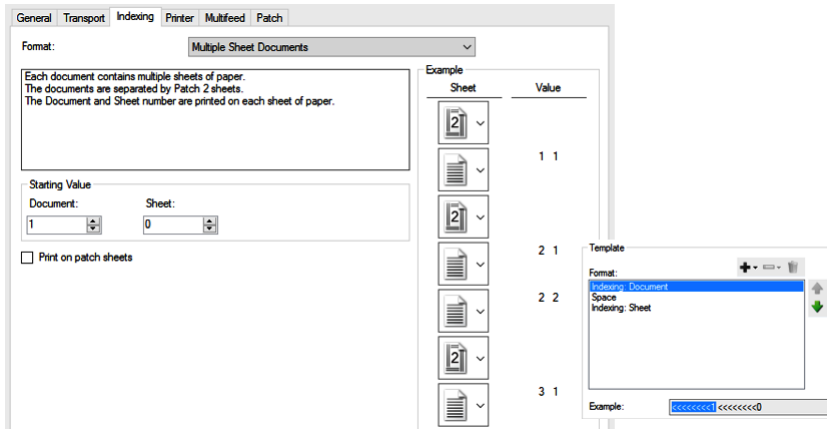 General Transport Indexing Printer Multifeed Patch
Format: Multiple Sheet Documents
Each document contains multiple sheets of paper.
The documents are separated by Patch 2 sheets.
The Document and Sheet number are printed on each sheet of paper.
Starting Value
Document: Sheet:
1 0
Print on patch sheets
Example
Sheet Value
2
1 1
2
2 1
2 2
2
3 1
Template
Format:
Indexing: Document
Space
Indexing: Sheet
Example: <<<<<<<<1 <<<<<<<<0